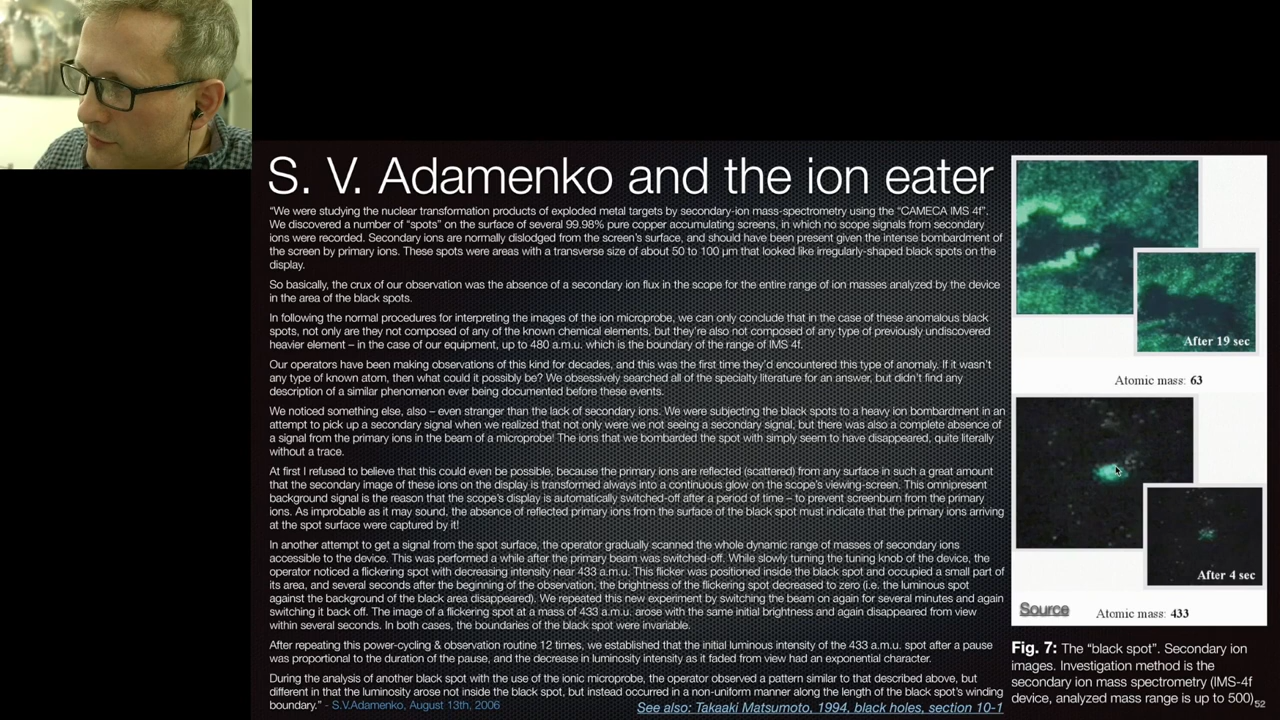 S. V. Adamenko and the ion eater
“We were studying the nuclear transformation products of exploded metal targets by secondary-ion mass-spectrometry using the “CAMECA IMS 4f”.
We discovered a number of “spots” on the surface of several 99.98% pure copper accumulating screens, in which no scope signals from secondary
ions were recorded. Secondary ions are normally dislodged from the screen’s surface, and should have been present given the intense bombardment of
the screen by primary ions. These spots were areas with a transverse size of about 50 to 100 µm that looked like irregularly-shaped black spots on the
display.
So basically, the crux of our observation was the absence of a secondary ion flux in the scope for the entire range of ion masses analyzed by the device
in the area of the black spots.
In following the normal procedures for interpreting the images of the ion microprobe, we can only conclude that in the case of these anomalous black
spots, not only are they not composed of any of the known chemical elements, but they’re also not composed of any type of previously undiscovered
heavier element – in the case of our equipment, up to 480 a.m.u. which is the boundary of the range of IMS 4f.
Our operators have been making observations of this kind for decades, and this was the first time they’d encountered this type of anomaly. If it wasn’t
any type of known atom, then what could it possibly be? We obsessively searched all of the specialty literature for an answer, but didn’t find any
description of a similar phenomenon ever being documented before these events.
We noticed something else, also – even stranger than the lack of secondary ions. We were subjecting the black spots to a heavy ion bombardment in an
attempt to pick up a secondary signal when we realized that not only were we not seeing a secondary signal, but there was also a complete absence of
a signal from the primary ions in the beam of a microprobe! The ions that we bombarded the spot with simply seem to have disappeared, quite literally
without a trace.
At first I refused to believe that this could even be possible, because the primary ions are reflected (scattered) from any surface in such a great amount
that the secondary image of these ions on the display is transformed always into a continuous glow on the scope’s viewing-screen. This omnipresent
background signal is the reason that the scope’s display is automatically switched-off after a period of time – to prevent screenburn from the primary
ions. As improbable as it may sound, the absence of reflected primary ions from the surface of the black spot must indicate that the primary ions arriving
at the spot surface were captured by it!
In another attempt to get a signal from the spot surface, the operator gradually scanned the whole dynamic range of masses of secondary ions
accessible to the device. This was performed a while after the primary beam was switched-off. While slowly turning the tuning knob of the device, the
operator noticed a flickering spot with decreasing intensity near 433 a.m.u. This flicker was positioned inside the black spot and occupied a small part of
its area, and several seconds after the beginning of the observation, the brightness of the flickering spot decreased to zero (i.e. the luminous spot
against the background of the black area disappeared). We repeated this new experiment by switching the beam on again for several minutes and again
switching it back off. The image of a flickering spot at a mass of 433 a.m.u. arose with the same initial brightness and again disappeared from view
within several seconds. In both cases, the boundaries of the black spot were invariable.
After repeating this power-cycling & observation routine 12 times, we established that the initial luminous intensity of the 433 a.m.u. spot after a pause
was proportional to the duration of the pause, and the decrease in luminosity intensity as it faded from view had an exponential character.
During the analysis of another black spot with the use of the ionic microprobe, the operator observed a pattern similar to that described above, but
different in that the luminosity arose not inside the black spot, but instead occurred in a non-uniform manner along the length of the black spot’s winding
boundary.” - S.V.Adamenko, August 13th, 2006
See also: Takaaki Matsumoto, 1994, black holes, section 10-1
After 19 sec
Atomic mass: 63
After 4 sec
Source
Atomic mass: 433
Fig. 7: The “black spot”. Secondary ion
images. Investigation method is the
secondary ion mass spectrometry (IMS-4f
device, analyzed mass range is up to 500)
52